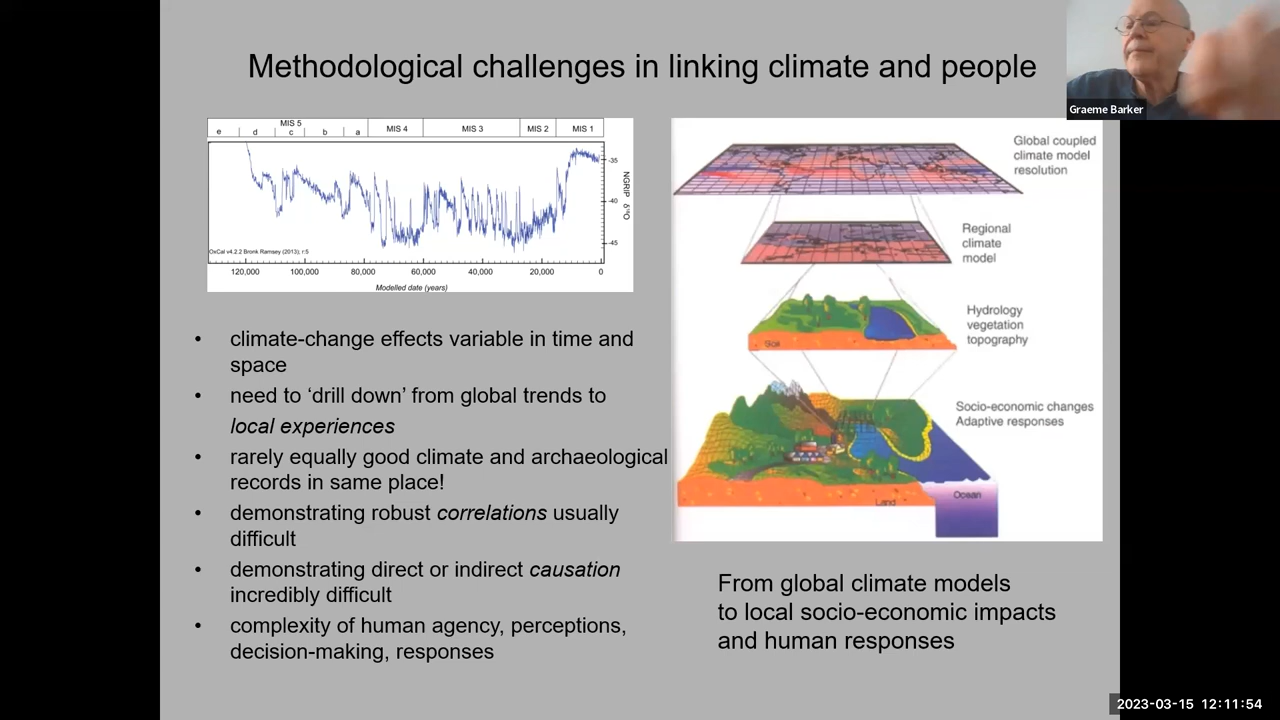 Methodological challenges in linking climate and people
Graeme Barker
MIS 5
e d c b a MIS 4 MIS 3 MIS 2 MIS 1
-35
-40
-45
NGRIP δ¹⁸O
OxCal v4.2.2 Bronk Ramsey (2013); r:5
120,000 100,000 80,000 60,000 40,000 20,000 0
Modelled date (years)
• climate-change effects variable in time and
space
• need to ‘drill down’ from global trends to
local experiences
• rarely equally good climate and archaeological
records in same place!
• demonstrating robust correlations usually
difficult
• demonstrating direct or indirect causation
incredibly difficult
• complexity of human agency, perceptions,
decision-making, responses
Global coupled
climate model
resolution
Regional
climate
model
Hydrology
vegetation
topography
Soil
Socio-economic changes
Adaptive responses
Land
Ocean
From global climate models
to local socio-economic impacts
and human responses
2023-03-15 12:11:54